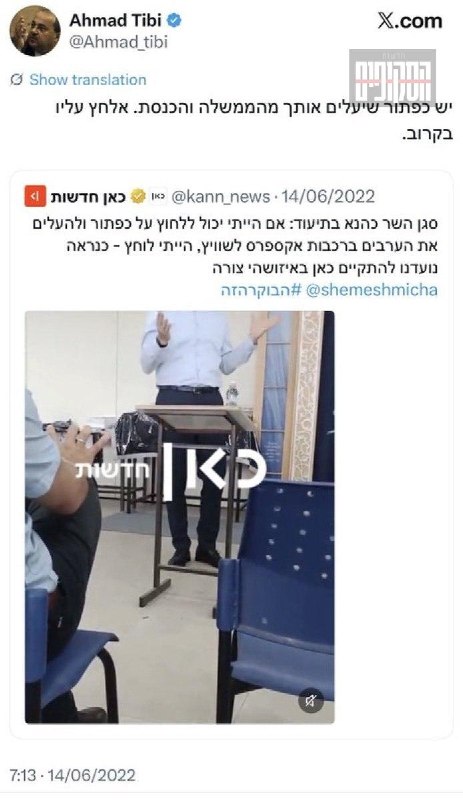 Ahmad Tibi
@Ahmad_tibi
X.com
חדשות
הסקופים
Show translation
יש כפתור שיעלים אותך מהממשלה והכנסת. אלחץ עליו
בקרוב.
כאן חדשות @kann_news · 14/06/2022
סגן השר כהנא בתיעוד: אם הייתי יכול ללחוץ על כפתור ולהעלים
את הערבים ברכבות אקספרס לשוויץ, הייתי לוחץ - כנראה
נועדנו להתקיים כאן באיזושהי צורה
@shemeshmicha #הבוקרהזה
כאן חדשות
7:13 · 14/06/2022